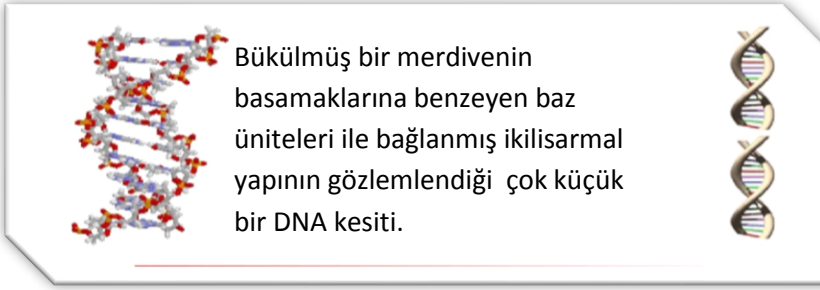 Bükülmüş bir merdivenin
basamaklarına benzeyen baz
üniteleri ile bağlanmış ikilisarmal
yapının gözlemlendiği çok küçük
bir DNA kesiti.